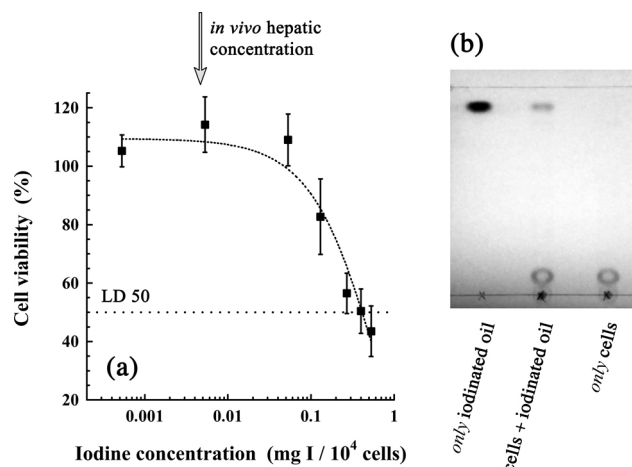 in vivo hepatic
concentration
(b)
120
100
80
60
40
20
Cell viability (%)
LD 50
(a)
0.001
0.01
0.1
1
Iodine concentration (mg I / 10⁴ cells)
only iodinated oil
cells + iodinated oil
only cells